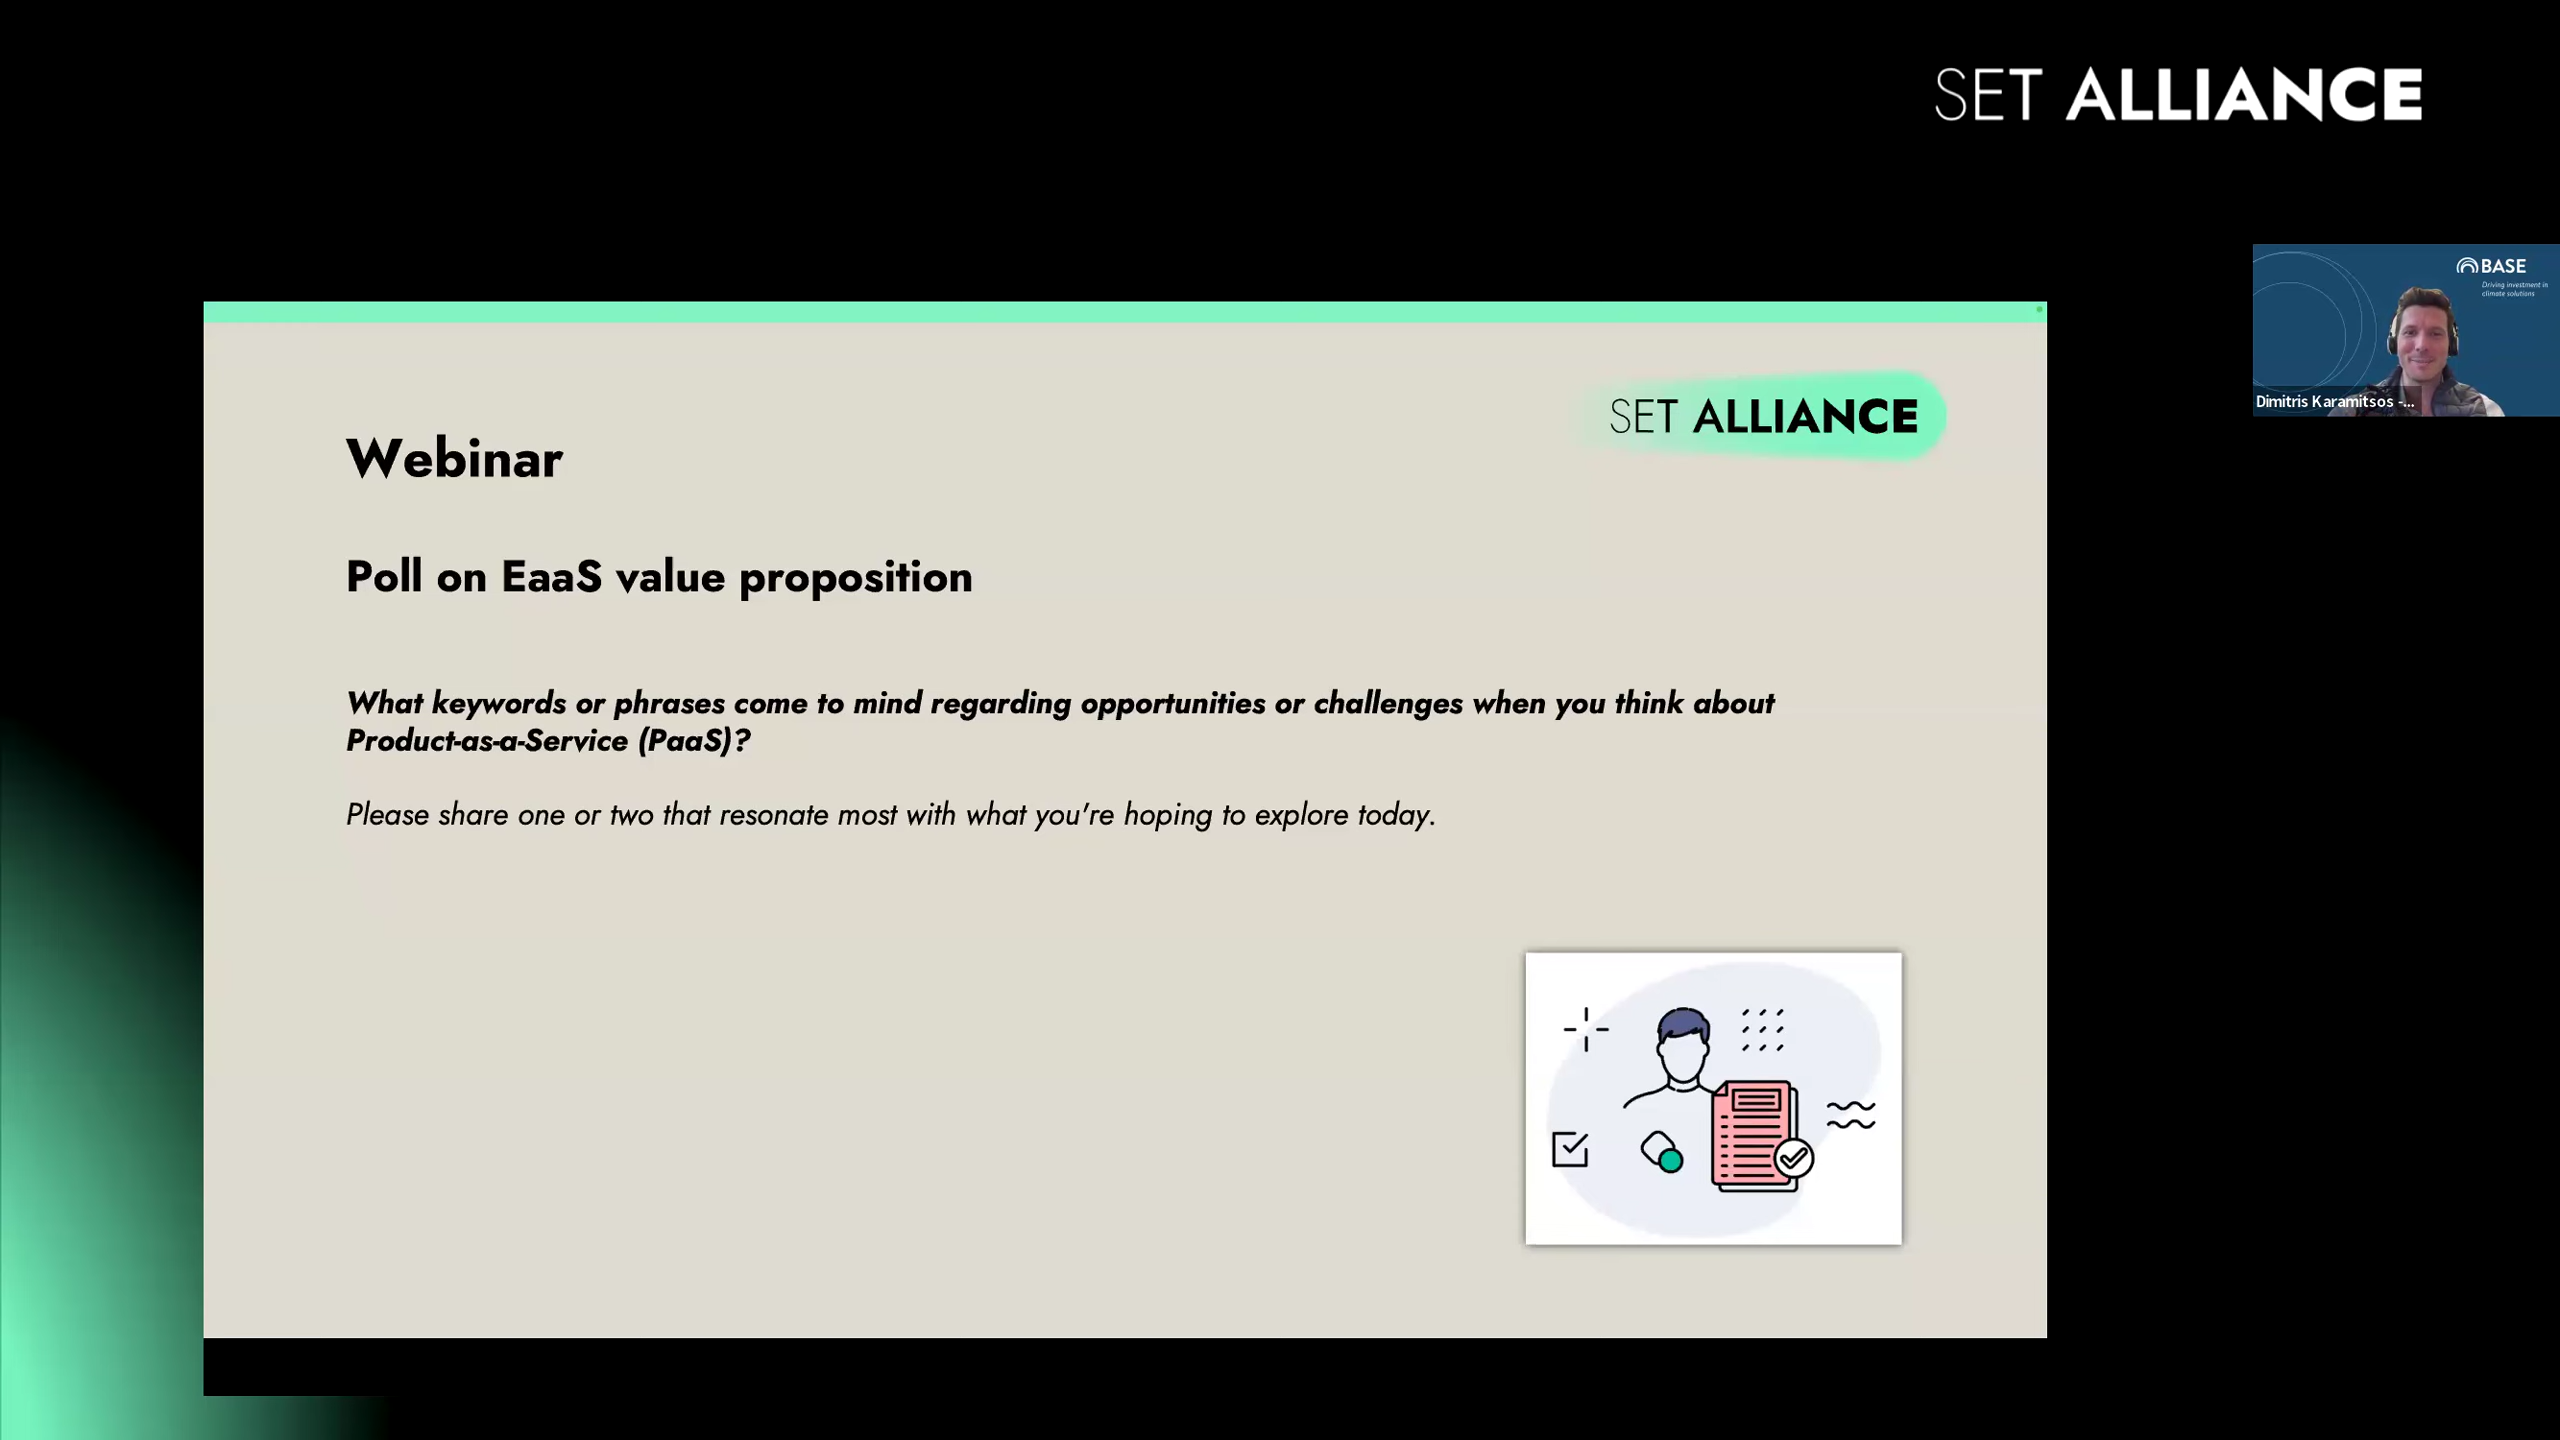 SET ALLIANCE
BASE
Driving investment in
climate solutions
Dimitris Karamitsos -...
SET ALLIANCE
Webinar
Poll on EaaS value proposition
What keywords or phrases come to mind regarding opportunities or challenges when you think about
Product-as-a-Service (PaaS)?
Please share one or two that resonate most with what you're hoping to explore today.